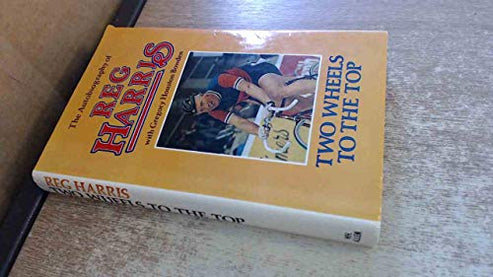 The Autobiography of
REG
HARRIS
with Gregory Houston Bowden
TWO WHEELS
TO THE TOP
REG HARRIS
TWO WHEELS TO THE TOP